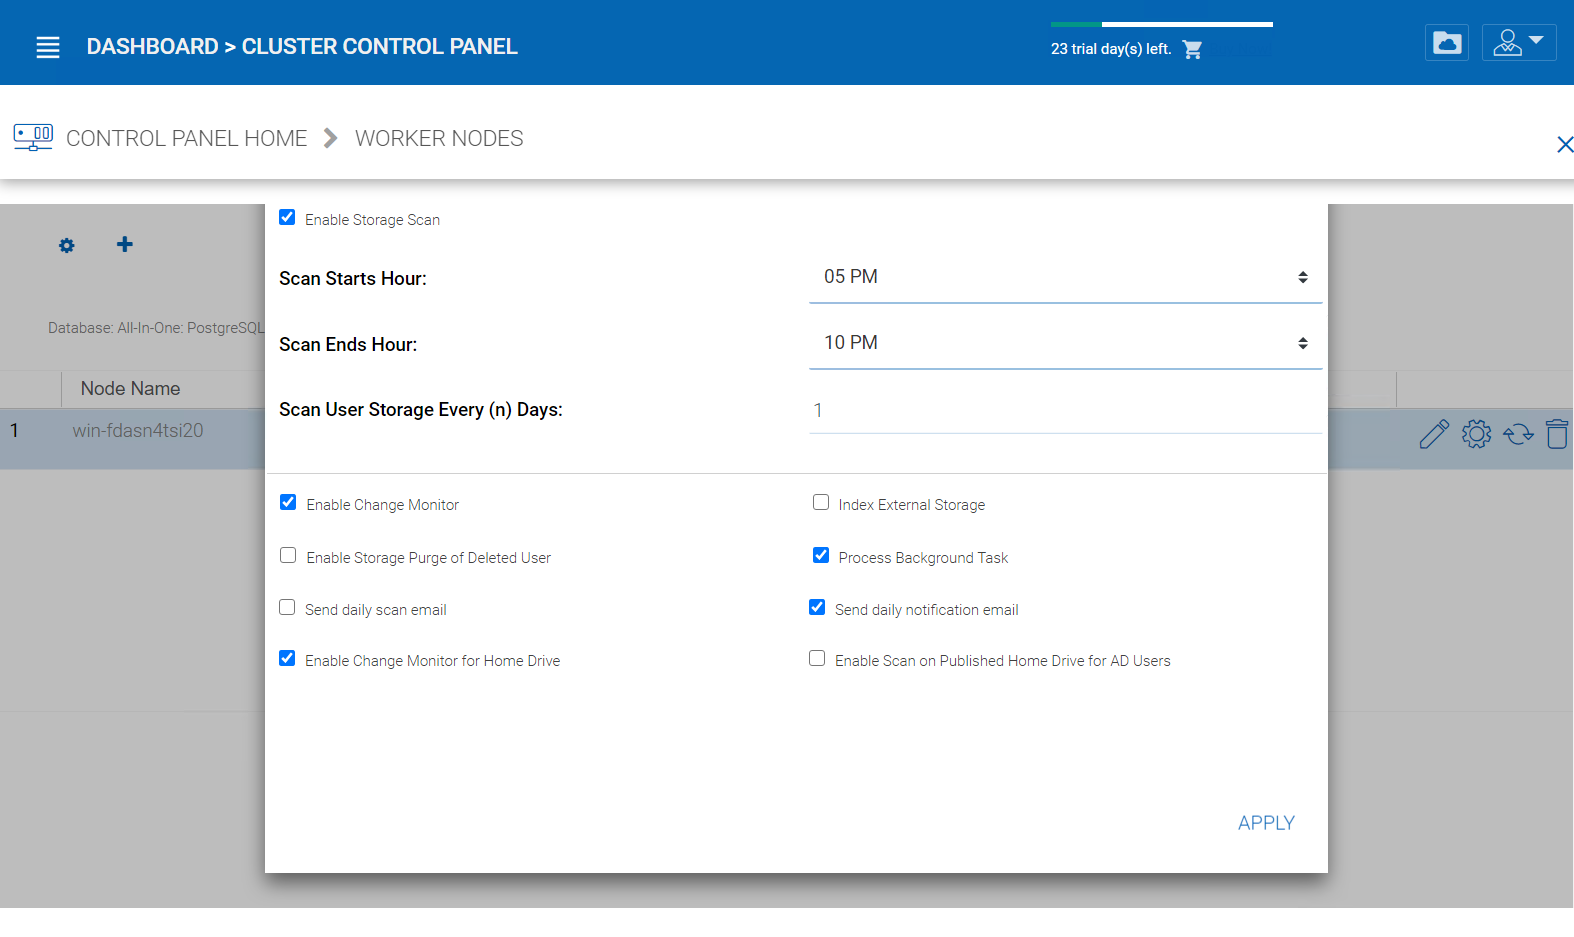 DASHBOARD > CLUSTER CONTROL PANEL
23 trial day(s) left.
CONTROL PANEL HOME WORKER NODES
Enable Storage Scan
Scan Starts Hour: 05 PM
Database: All-In-One: PostgreSQL
Scan Ends Hour: 10 PM
Node Name
Scan User Storage Every (n) Days: 1
1 win-fdasn4tsi20
Enable Change Monitor Index External Storage
Enable Storage Purge of Deleted User Process Background Task
Send daily scan email Send daily notification email
Enable Change Monitor for Home Drive Enable Scan on Published Home Drive for AD Users
APPLY